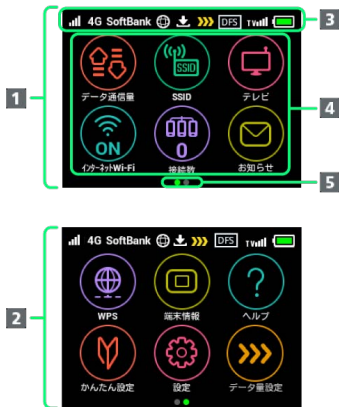 4G SoftBank DFS TV
3
SSID
データ通信量 SSID テレビ
1
4
ON 0
インターネットWi-Fi 接続数 お知らせ
5
4G SoftBank DFS TV
WPS 端末情報 ヘルプ
2
かんたん設定 設定 データ量設定